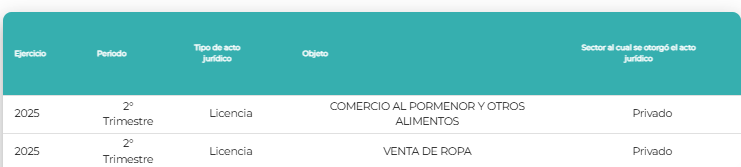 Ejercicio Periodo Tipo de acto jurídico Objeto Sector al cual se otorgó el acto jurídico
2025 2° Trimestre Licencia COMERCIO AL PORMENOR Y OTROS ALIMENTOS Privado
2025 2° Trimestre Licencia VENTA DE ROPA Privado